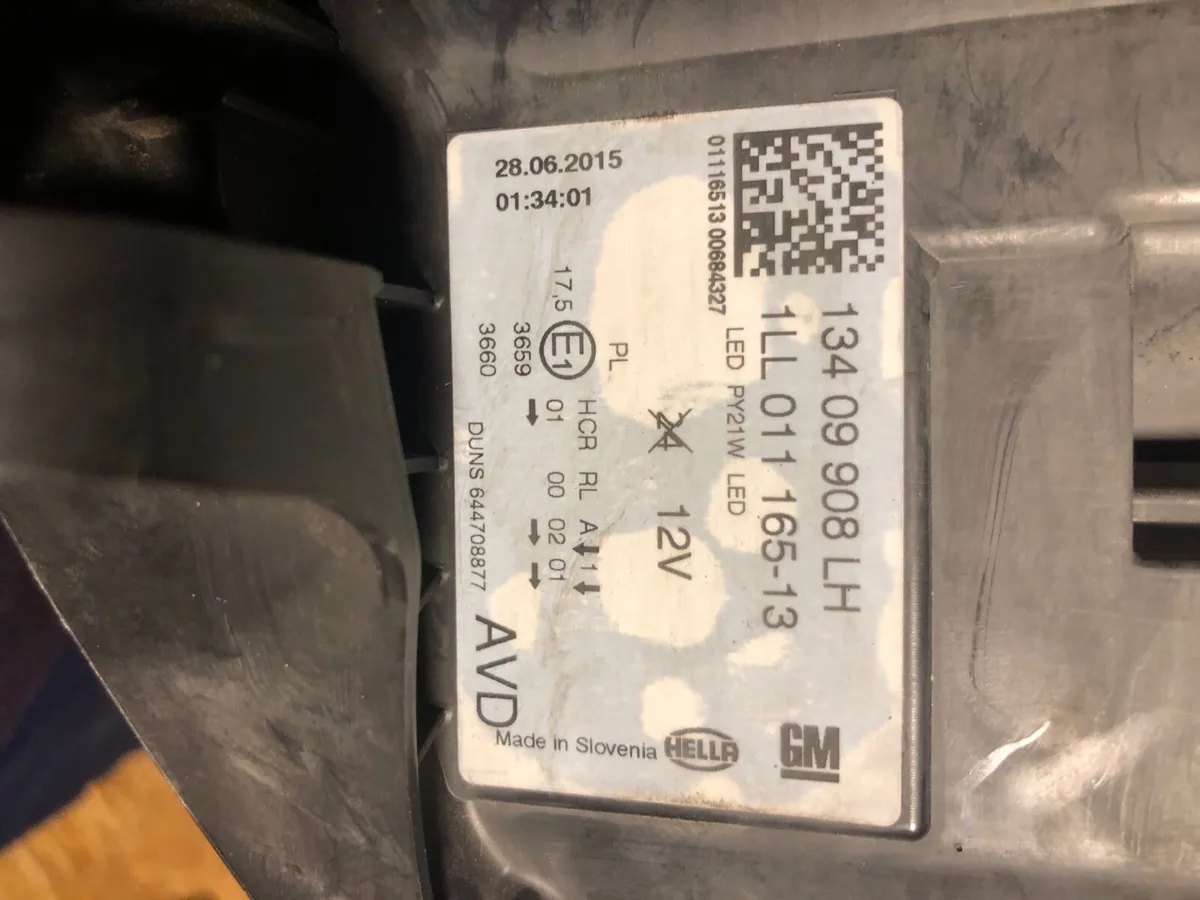 134 09 908 LH
1LL 011 165-13
LED PY21W LED
01116513 00684327
GM
HELLA
24 12V
PL
HCR RL A 1
17,5 E1 01 00 02 01
3659
3660
DUNS 644708877
AVD
Made in Slovenia
28.06.2015
01:34:01